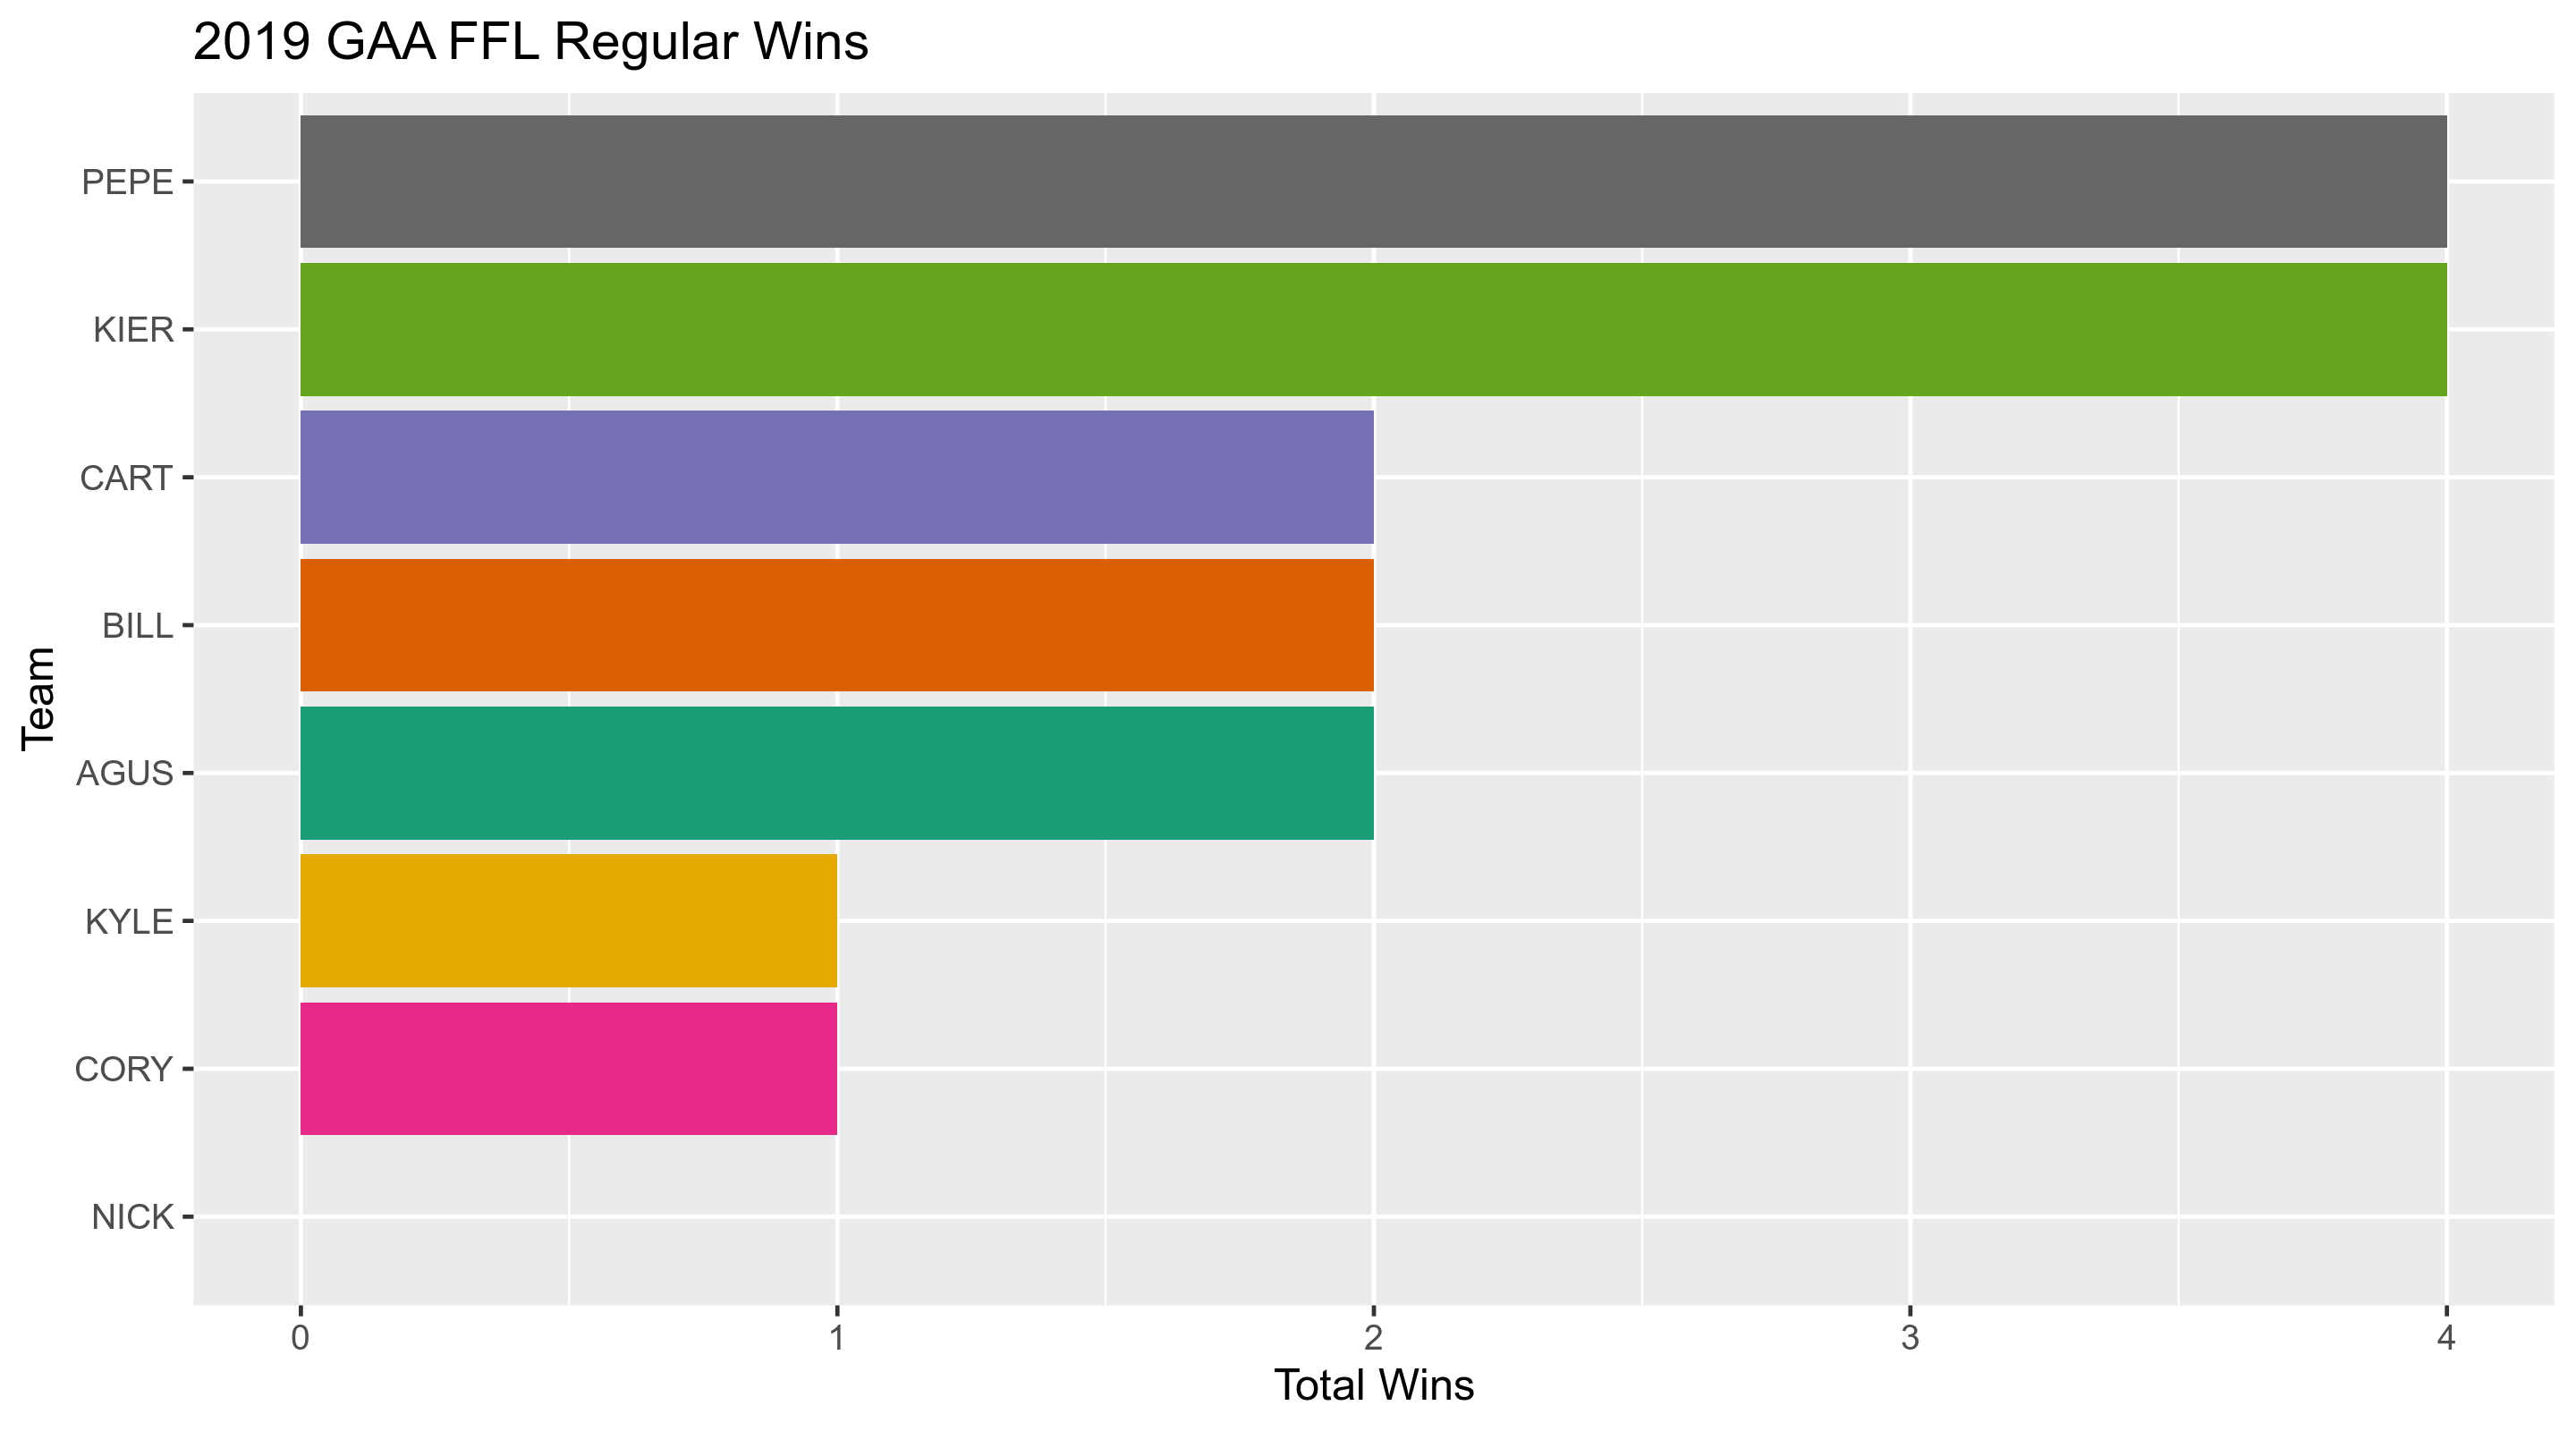 2019 GAA FFL Regular Wins
PEPE
KIER
CART
BILL
AGUS
KYLE
CORY
NICK
Team
0 1 2 3 4
Total Wins